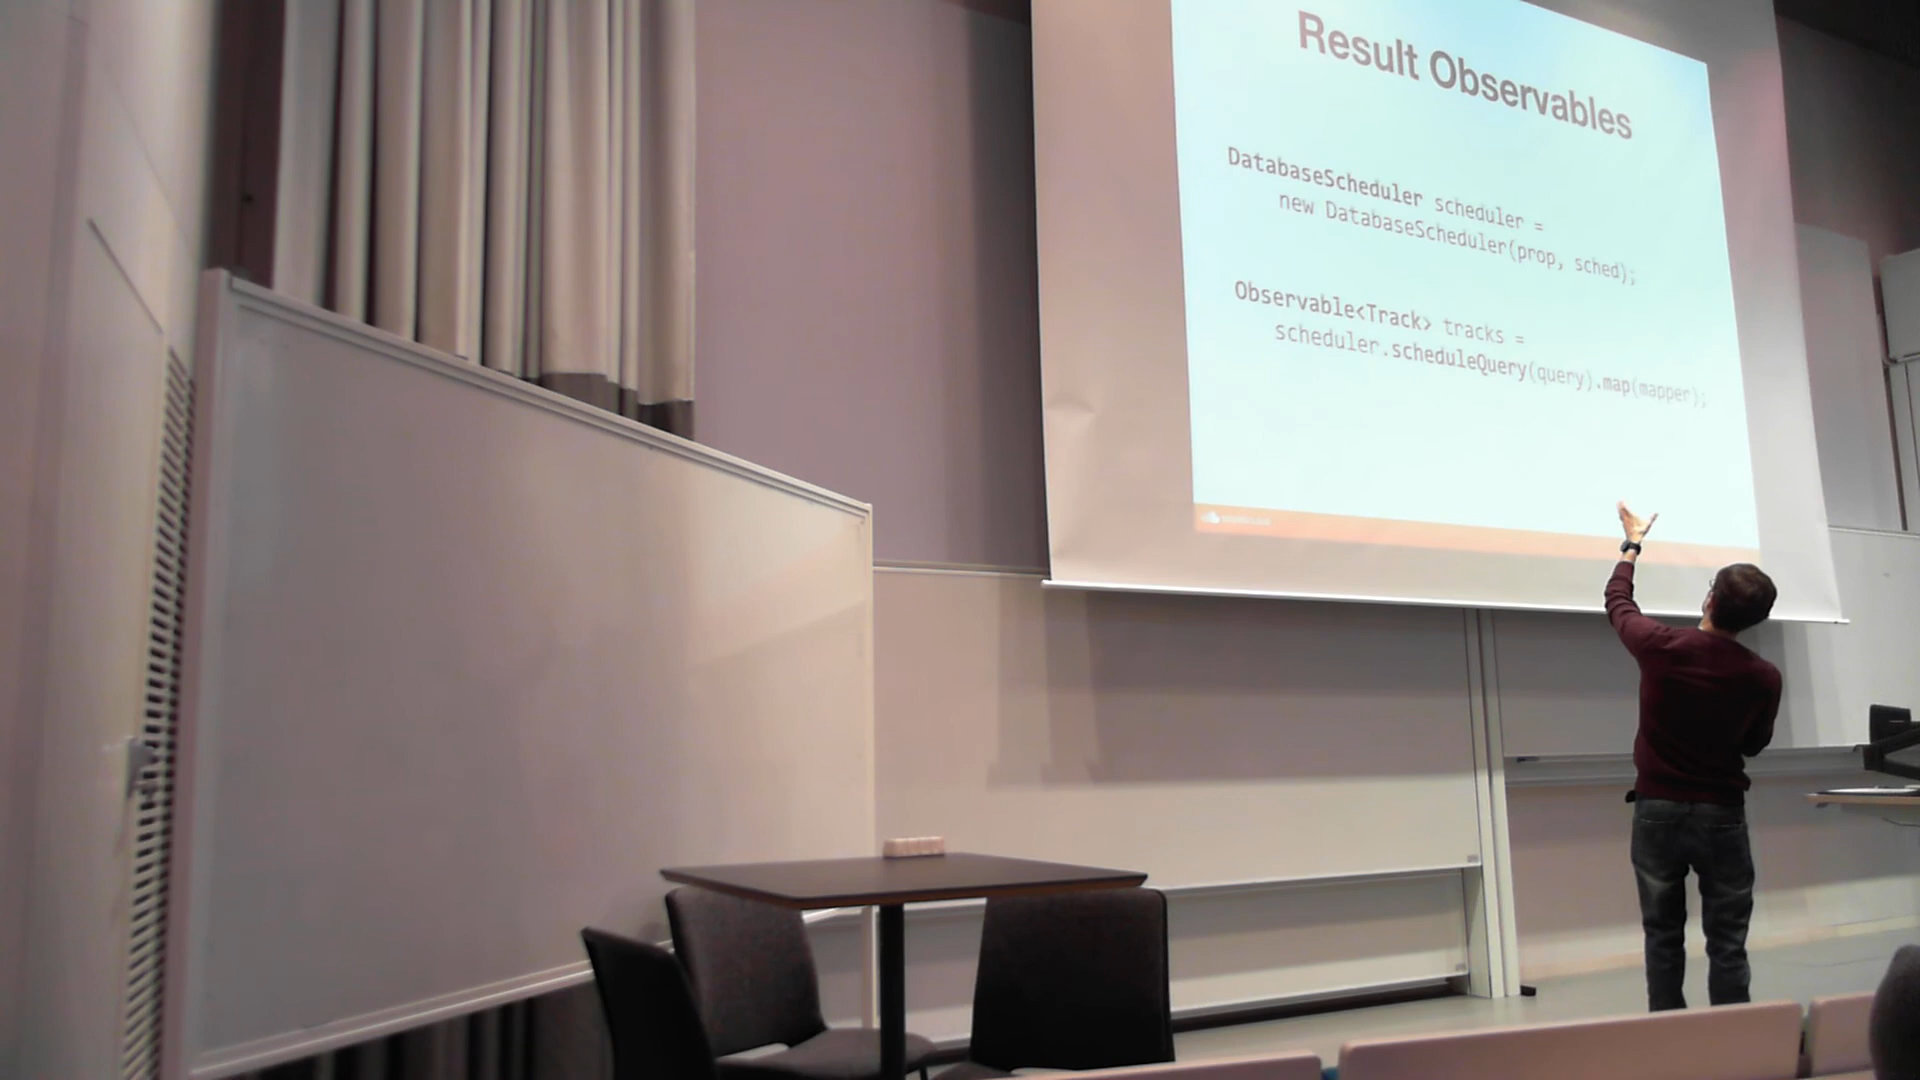 Result Observables
DatabaseScheduler scheduler =
new DatabaseScheduler(prop, sched);
Observable<Track> tracks =
scheduler.scheduleQuery(query).map(mapper);